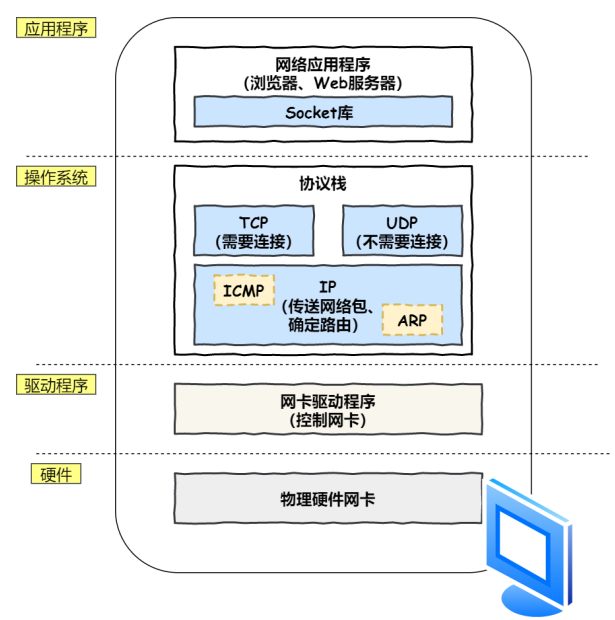 应用程序
网络应用程序
(浏览器、Web服务器)
Socket库
操作系统
协议栈
TCP
(需要连接)
UDP
(不需要连接)
ICMP
IP
(传送网络包、
确定路由)
ARP
驱动程序
网卡驱动程序
(控制网卡)
硬件
物理硬件网卡